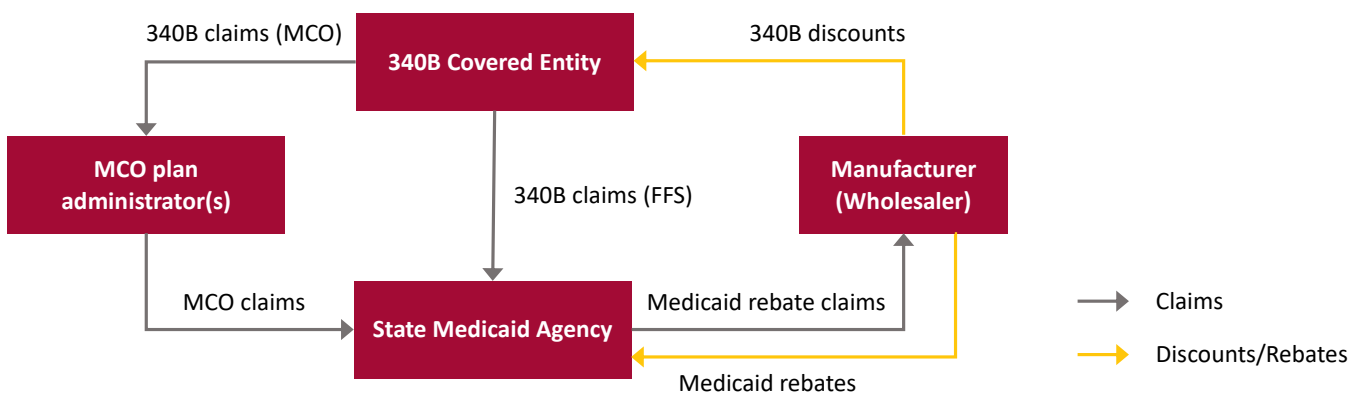 340B claims (MCO)
340B discounts
340B Covered Entity
MCO plan
administrator(s)
Manufacturer
(Wholesaler)
340B claims (FFS)
MCO claims
State Medicaid Agency
Medicaid rebate claims
Medicaid rebates
Claims
Discounts/Rebates